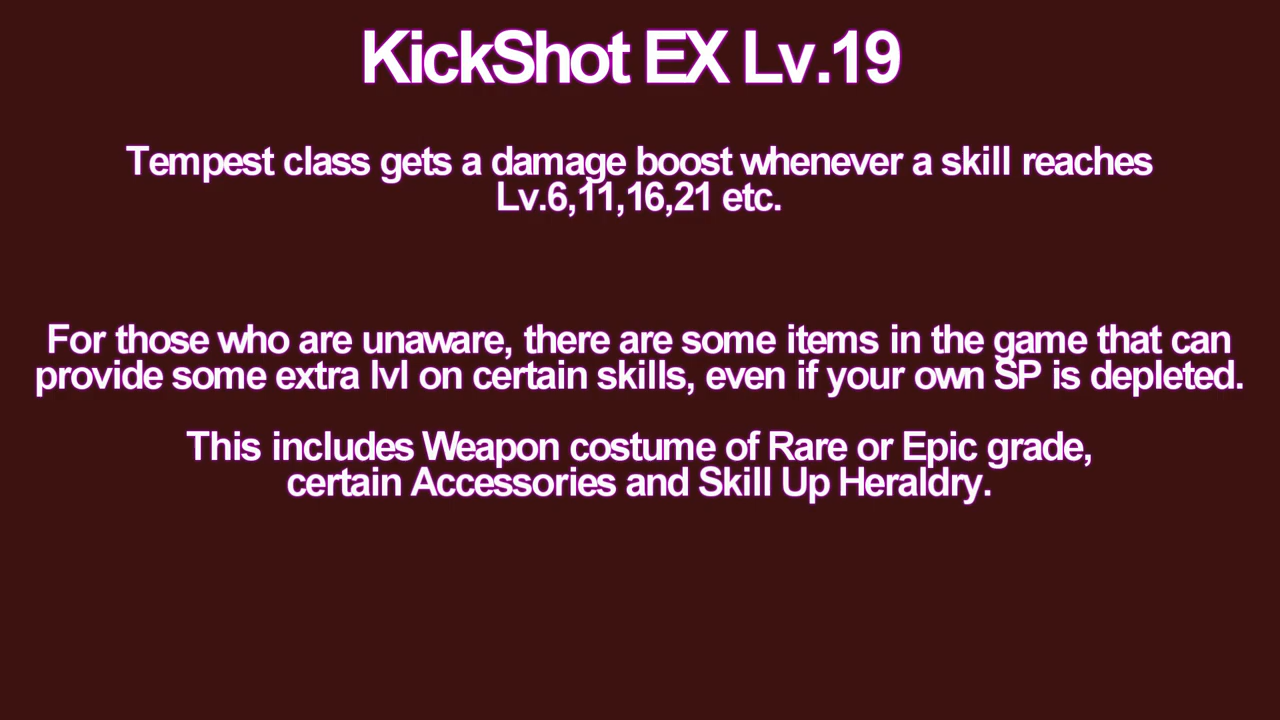 KickShot EX Lv.19
Tempest class gets a damage boost whenever a skill reaches
Lv.6,11,16,21 etc.
For those who are unaware, there are some items in the game that can
provide some extra lvl on certain skills, even if your own SP is depleted.
This includes Weapon costume of Rare or Epic grade,
certain Accessories and Skill Up Heraldry.